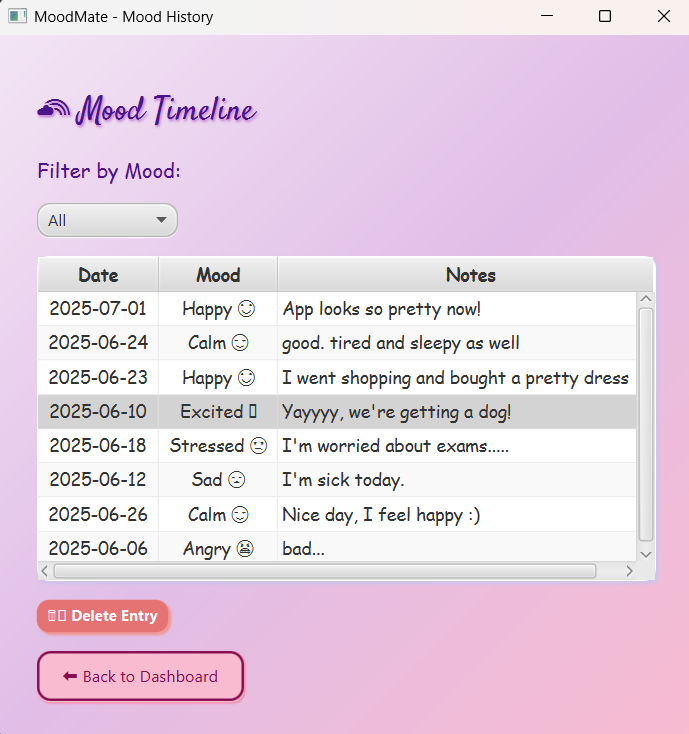 MoodMate - Mood History
Mood Timeline
Filter by Mood:
All
Date Mood Notes
2025-07-01 Happy 😊 App looks so pretty now!
2025-06-24 Calm 😌 good. tired and sleepy as well
2025-06-23 Happy 😊 I went shopping and bought a pretty dress
2025-06-10 Excited ▯ Yayyyy, we're getting a dog!
2025-06-18 Stressed 😟 I'm worried about exams.....
2025-06-12 Sad 😢 I'm sick today.
2025-06-26 Calm 😌 Nice day, I feel happy :)
2025-06-06 Angry 😫 bad...
Delete Entry
⬅ Back to Dashboard